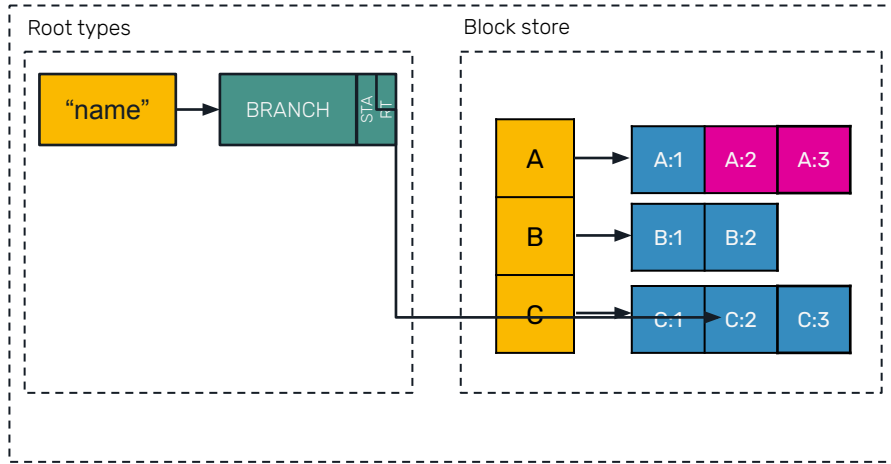 Root types
Block store
“name”
BRANCH
STA
RT
A
A:1
A:2
A:3
B
B:1
B:2
C
C:1
C:2
C:3